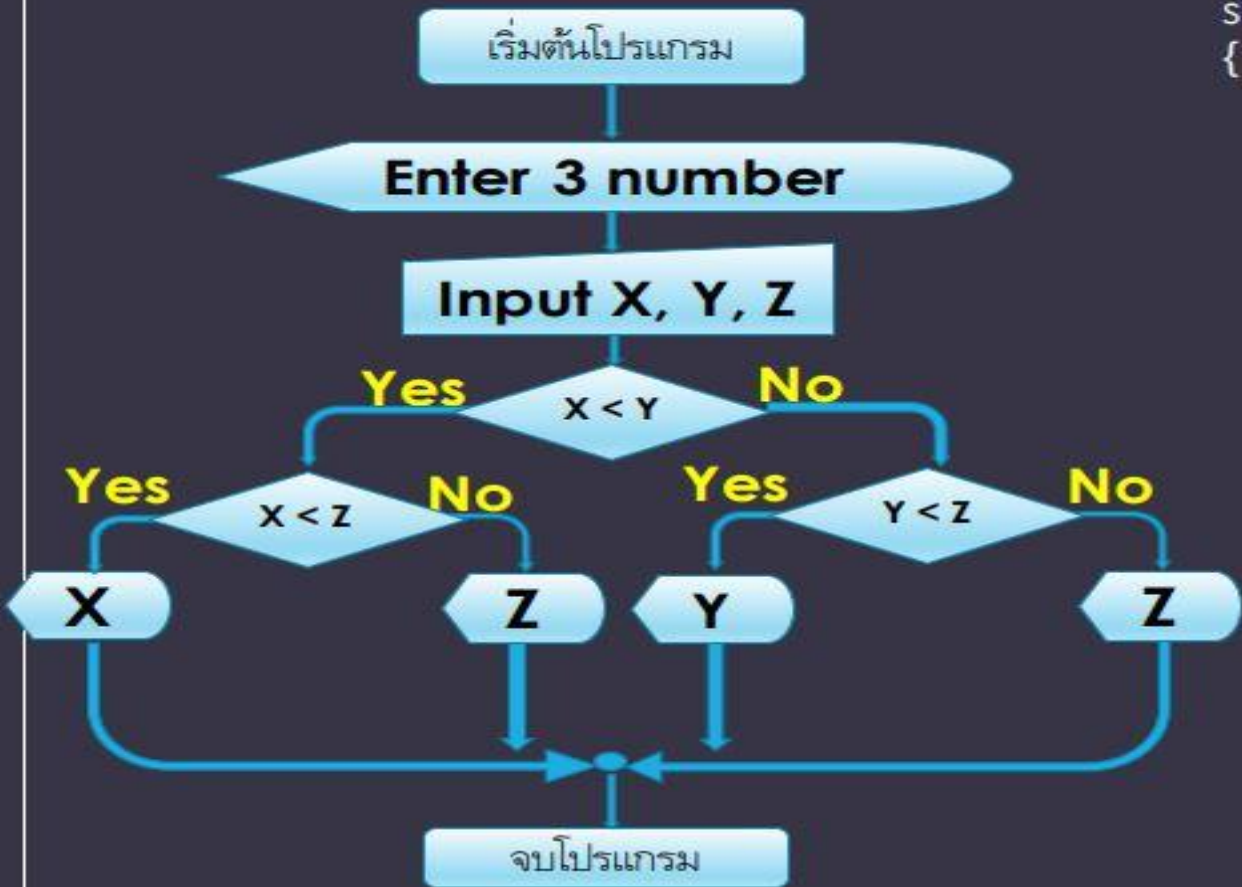 เริ่มต้นโปรแกรม
s
{
Enter 3 number
Input X, Y, Z
Yes
X < Y
No
Yes
X < Z
No
Yes
Y < Z
No
X
Z
Y
Z
จบโปรแกรม